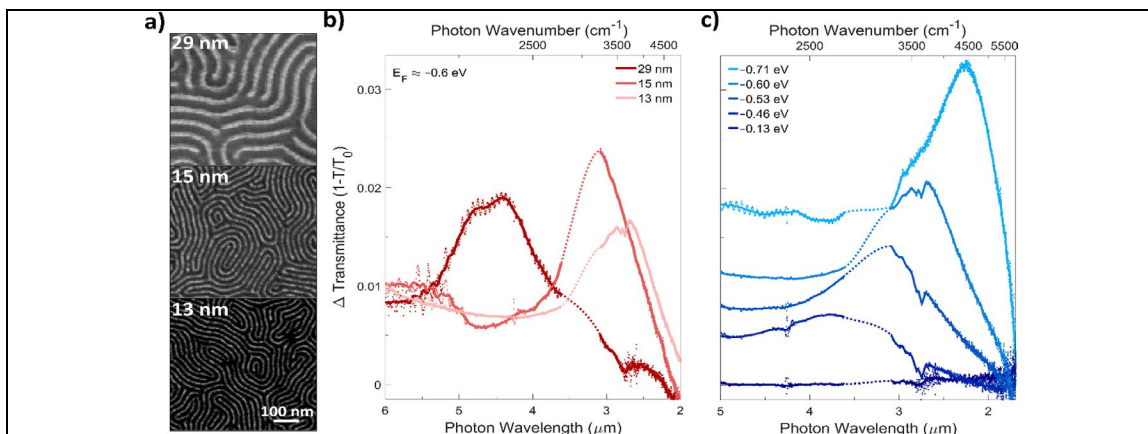 a)
29 nm
15 nm
13 nm
100 nm
b)
Photon Wavenumber (cm⁻¹)
2500 3500 4500
E_F ≈ −0.6 eV
29 nm
15 nm
13 nm
Δ Transmittance (1-T/T₀)
0.03
0.02
0.01
0
6 5 4 3 2
Photon Wavelength (μm)
c)
Photon Wavenumber (cm⁻¹)
2500 3500 4500 5500
−0.71 eV
−0.60 eV
−0.53 eV
−0.46 eV
−0.13 eV
5 4 3 2
Photon Wavelength (μm)